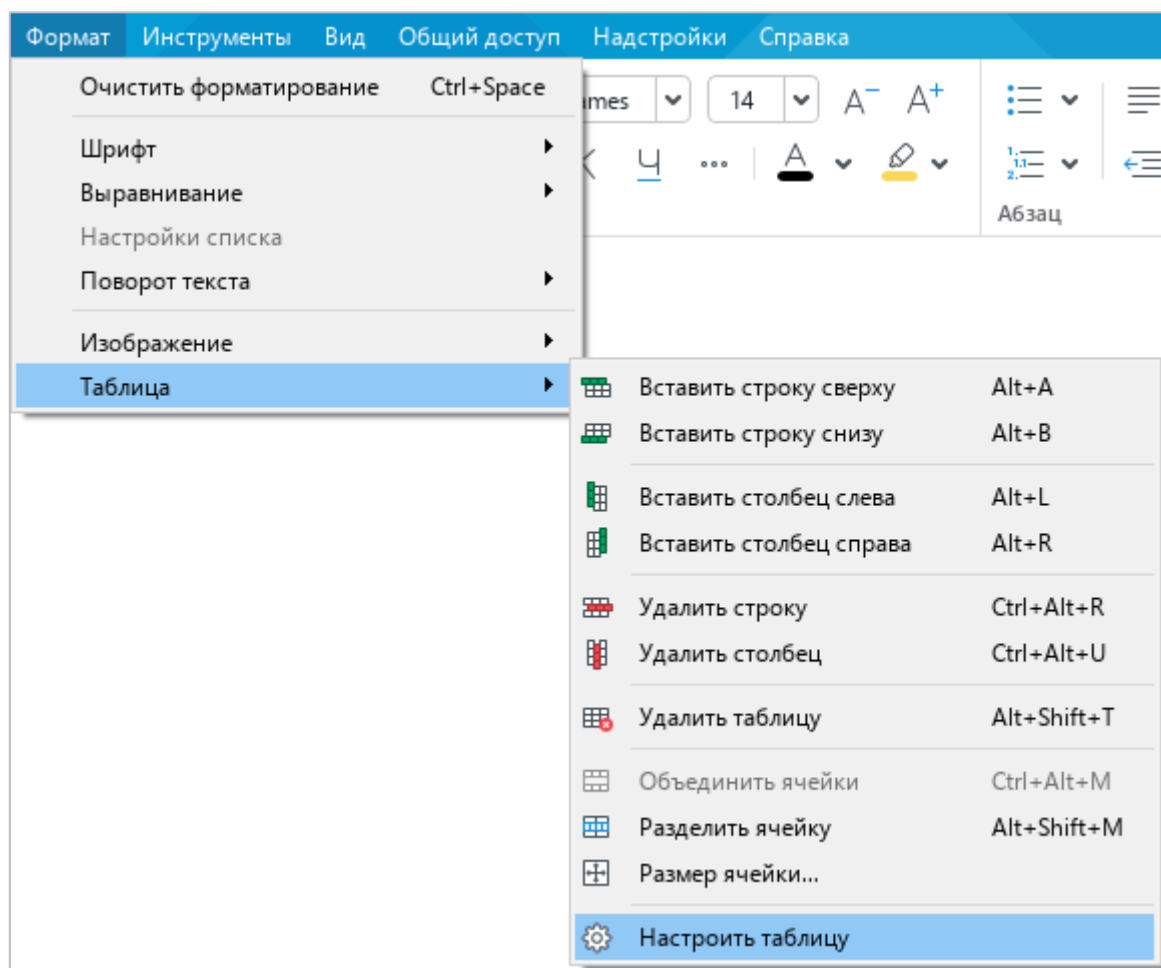 Формат Инструменты Вид Общий доступ Надстройки Справка
Очистить форматирование Ctrl+Space
14 A− A+
Шрифт
Ч A
Выравнивание
Абзац
Настройки списка
Поворот текста
Изображение
Таблица
Вставить строку сверху Alt+A
Вставить строку снизу Alt+B
Вставить столбец слева Alt+L
Вставить столбец справа Alt+R
Удалить строку Ctrl+Alt+R
Удалить столбец Ctrl+Alt+U
Удалить таблицу Alt+Shift+T
Объединить ячейки Ctrl+Alt+M
Разделить ячейку Alt+Shift+M
Размер ячейки...
Настроить таблицу